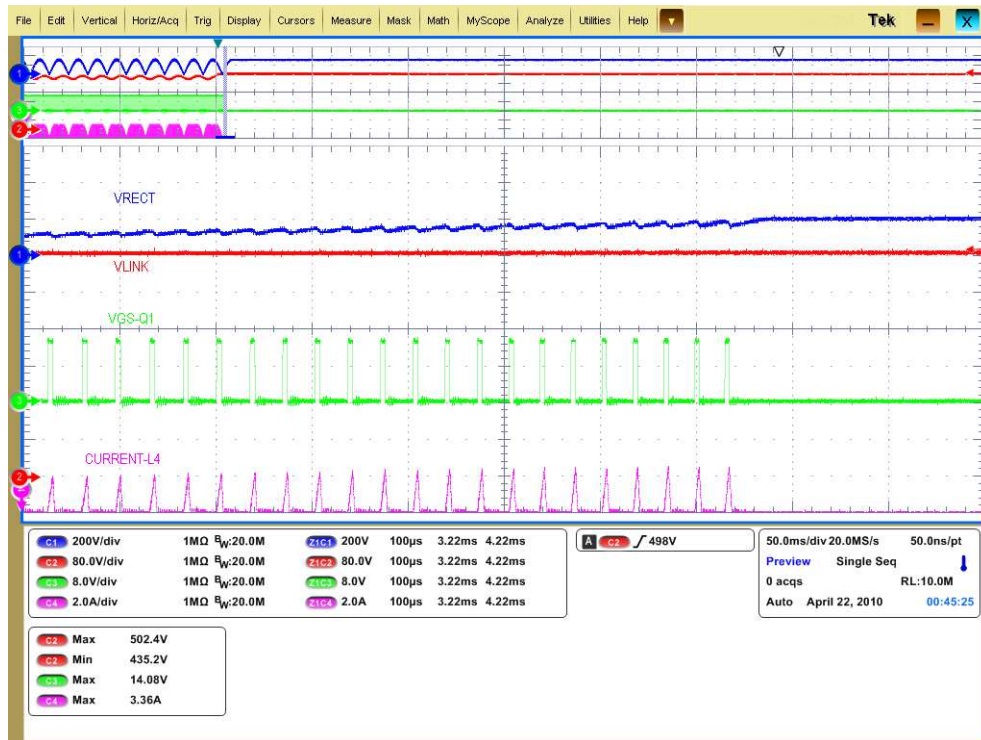 File Edit Vertical Horiz/Acq Trig Display Cursors Measure Mask Math MyScope Analyze Utilities Help Tek X
1
3
2
VRECT
1
VLINK
VGS-Q1
3
CURRENT-L4
2
C1 200V/div 1MΩ BW:20.0M Z1C1 200V 100µs 3.22ms 4.22ms
C2 80.0V/div 1MΩ BW:20.0M Z1C2 80.0V 100µs 3.22ms 4.22ms
C3 8.0V/div 1MΩ BW:20.0M Z1C3 8.0V 100µs 3.22ms 4.22ms
C4 2.0A/div 1MΩ BW:20.0M Z1C4 2.0A 100µs 3.22ms 4.22ms
A C2 498V
50.0ms/div 20.0MS/s 50.0ns/pt
Preview Single Seq
0 acqs RL:10.0M
Auto April 22, 2010 00:45:25
C2 Max 502.4V
C2 Min 435.2V
C3 Max 14.08V
C4 Max 3.36A